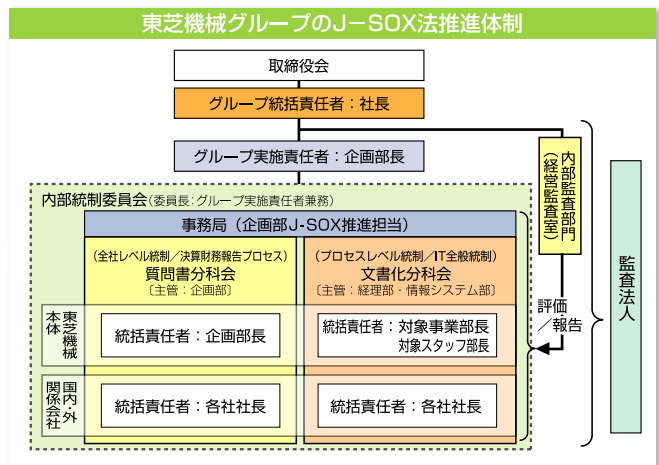 東芝機械グループのJ−SOX法推進体制
取締役会
グループ統括責任者：社長
グループ実施責任者：企画部長
内部統制委員会(委員長：グループ実施責任者兼務)
事務局（企画部J-SOX推進担当）
（全社レベル統制／決算財務報告プロセス）
質問書分科会
〔主管：企画部〕
（プロセスレベル統制／IT全般統制）
文書化分科会
〔主管：経理部・情報システム部〕
東芝機械
本体
統括責任者：企画部長
統括責任者：対象事業部長
対象スタッフ部長
国内・外
関係会社
統括責任者：各社社長
統括責任者：各社社長
内部監査部門
（経営監査室）
評価
／報告
監査法人